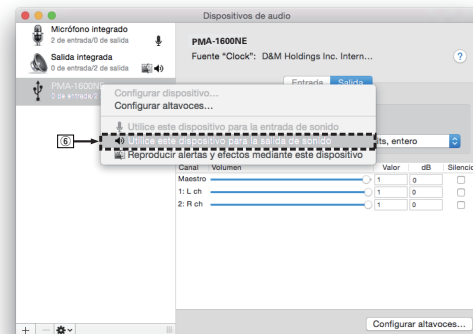 Dispositivos de audio
Micrófono integrado
2 de entrada/0 de salida
Salida integrada
0 de entrada/2 de salida
PMA-1600NE
PMA-1600NE
Fuente "Clock": D&M Holdings Inc. Intern...
?
Entrada Salida
Configurar dispositivo...
Configurar altavoces...
Utilice este dispositivo para la entrada de sonido
6
Utilice este dispositivo para la salida de sonido
its, entero
Reproducir alertas y efectos mediante este dispositivo
Canal Volumen Valor dB Silencio
Maestro 1 0
1: L ch 1 0
2: R ch 1 0
Configurar altavoces...